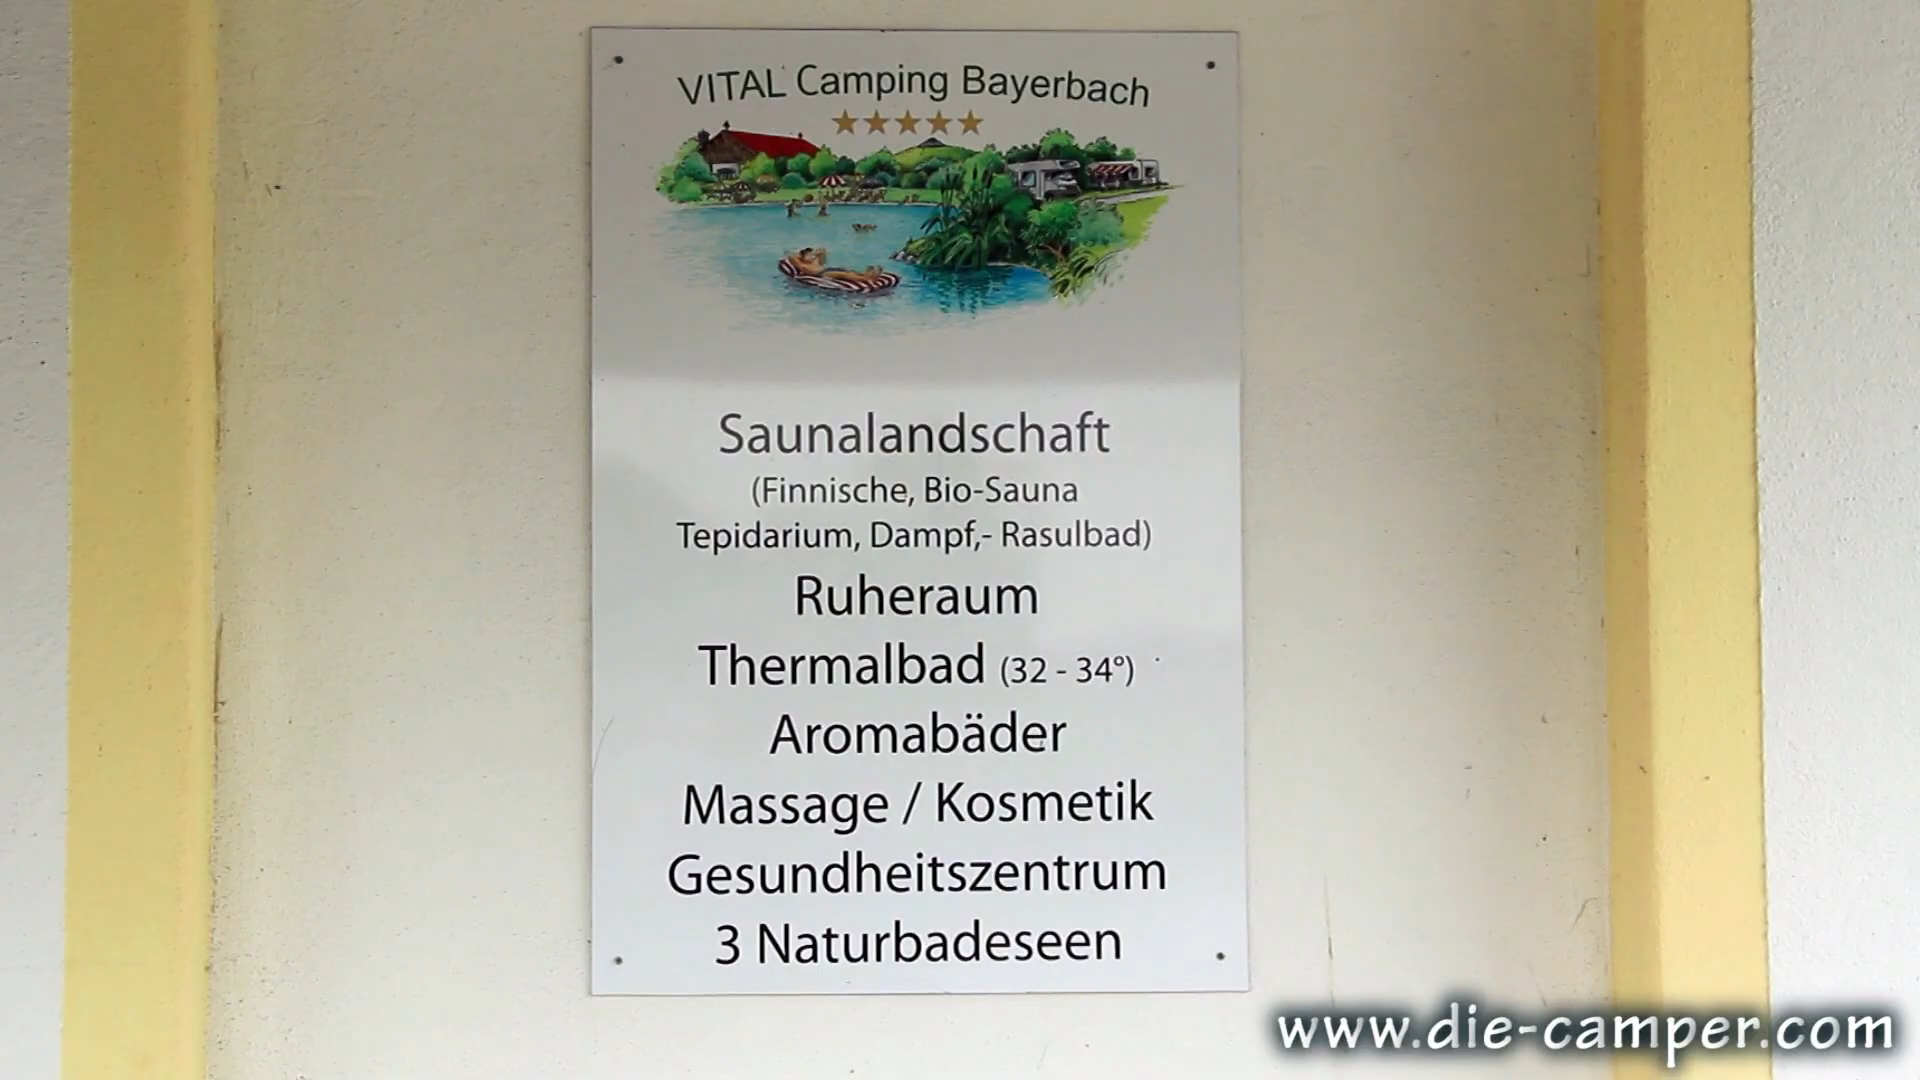 VITAL Camping Bayerbach
Saunalandschaft
(Finnische, Bio-Sauna
Tepidarium, Dampf,- Rasulbad)
Ruheraum
Thermalbad (32 - 34°)
Aromabäder
Massage / Kosmetik
Gesundheitszentrum
3 Naturbadeseen
www.die-camper.com